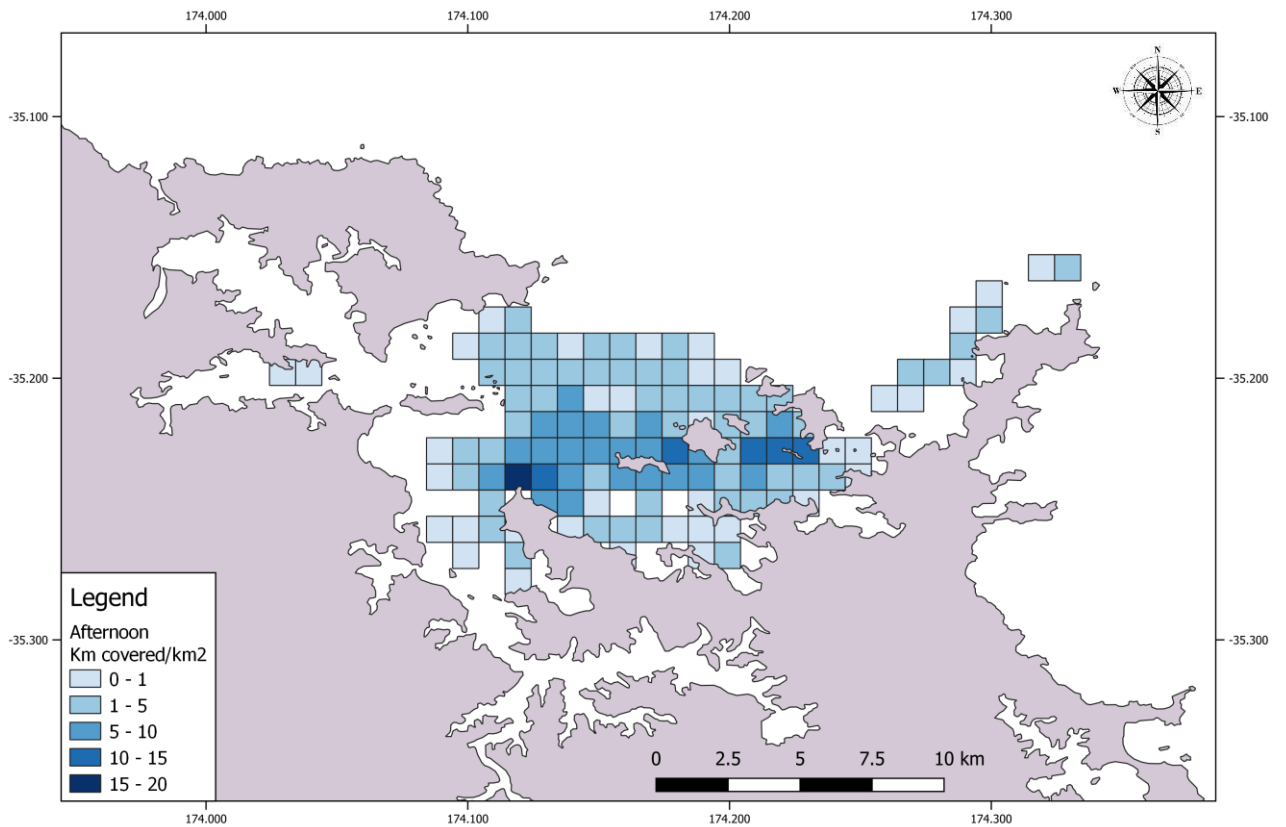 174.000 174.100 174.200 174.300
N
W E
S
-35.100 -35.100
-35.200 -35.200
-35.300 -35.300
Legend
Afternoon
Km covered/km2
0 - 1
1 - 5
5 - 10
10 - 15
15 - 20
0 2.5 5 7.5 10 km
174.000 174.100 174.200 174.300